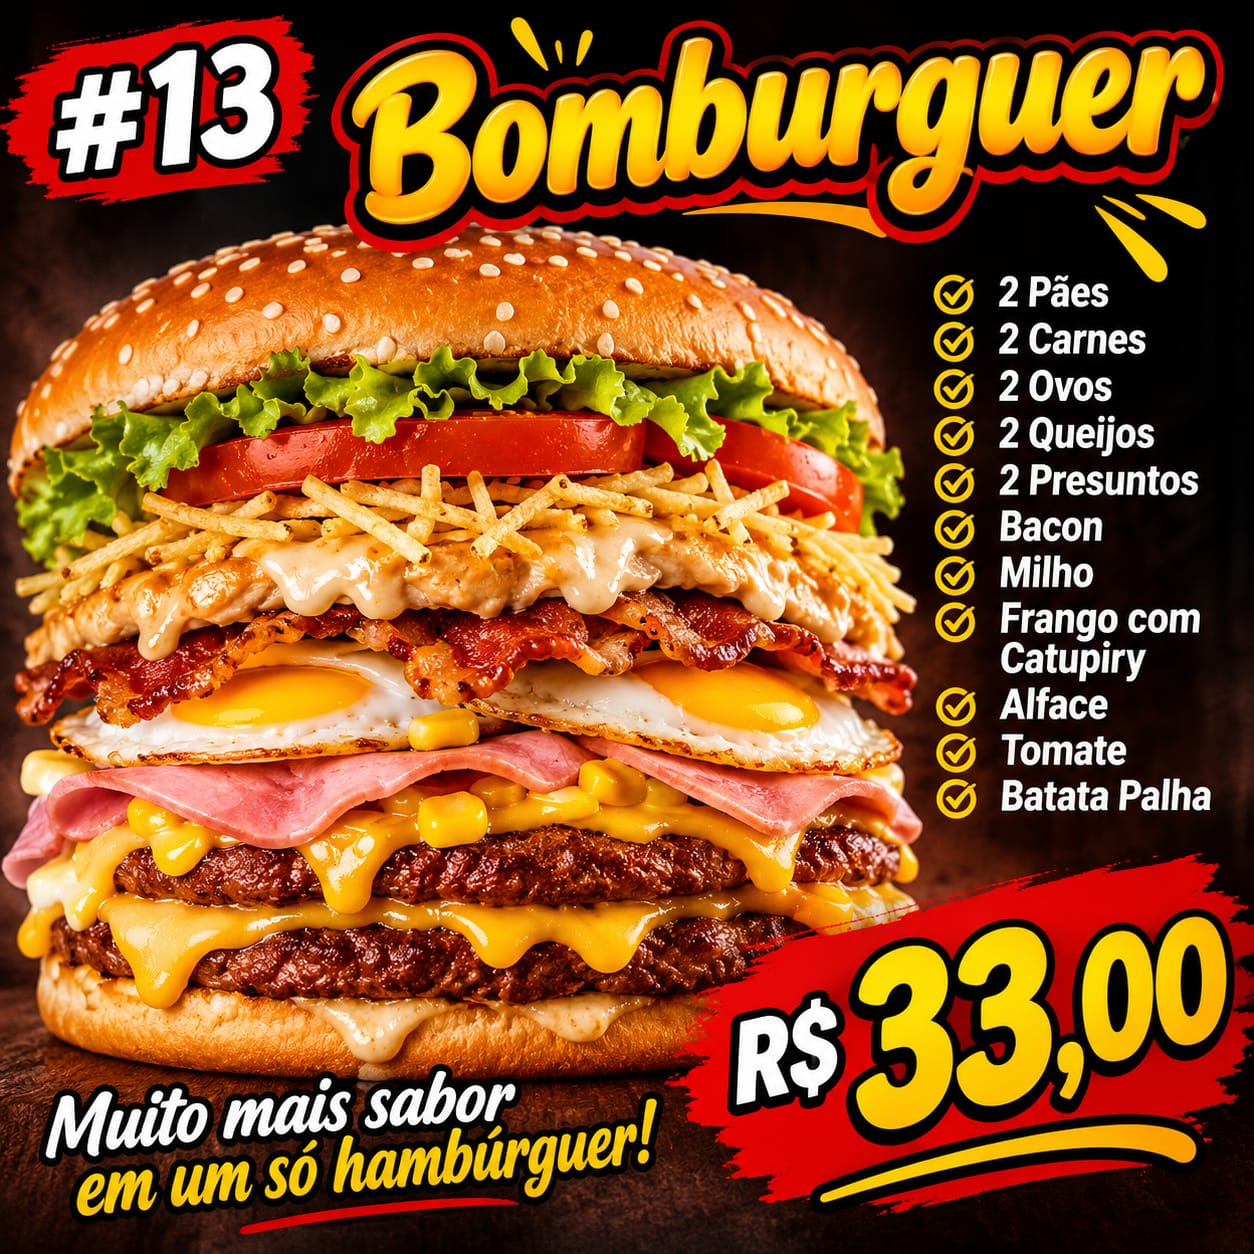 #13
Bomburguer
2 Pães
2 Carnes
2 Ovos
2 Queijos
2 Presuntos
Bacon
Milho
Frango com
Catupiry
Alface
Tomate
Batata Palha
R$ 33,00
Muito mais sabor
em um só hambúrguer!